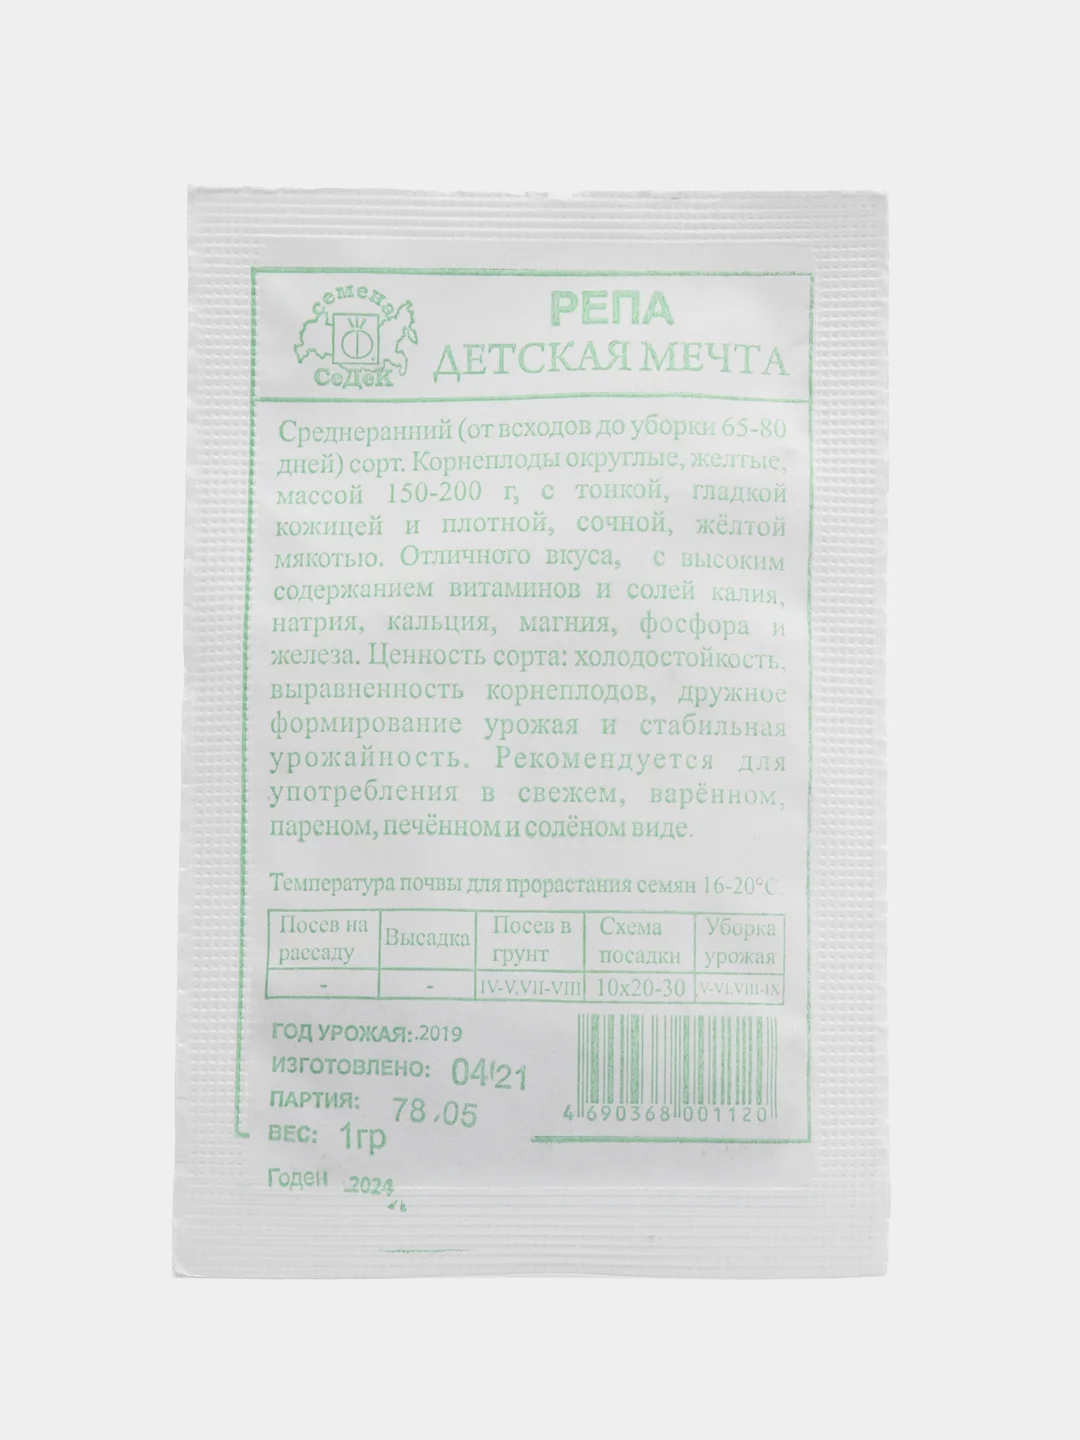 семена
СеДеК
РЕПА
ДЕТСКАЯ МЕЧТА
Среднеранний (от всходов до уборки 65-80
дней) сорт. Корнеплоды округлые, желтые,
массой 150-200 г, с тонкой, гладкой
кожицей и плотной, сочной, жёлтой
мякотью. Отличного вкуса, с высоким
содержанием витаминов и солей калия,
натрия, кальция, магния, фосфора и
железа. Ценность сорта: холодостойкость,
выравненность корнеплодов, дружное
формирование урожая и стабильная
урожайность. Рекомендуется для
употребления в свежем, варённом,
пареном, печённом и солёном виде.
Температура почвы для прорастания семян 16-20°С.
Посев на рассаду
Высадка
Посев в грунт
Схема посадки
Уборка урожая
-
-
IV-V,VII-VIII
10х20-30
V-VI,VIII-IX
ГОД УРОЖАЯ: 2019
ИЗГОТОВЛЕНО: 04 21
ПАРТИЯ: 78.05
ВЕС: 1гр
Годен 2024
4 690368 001120